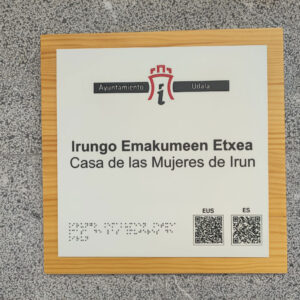 Ayuntamiento Udala
Irungo Emakumeen Etxea
Casa de las Mujeres de Irun
EUS ES